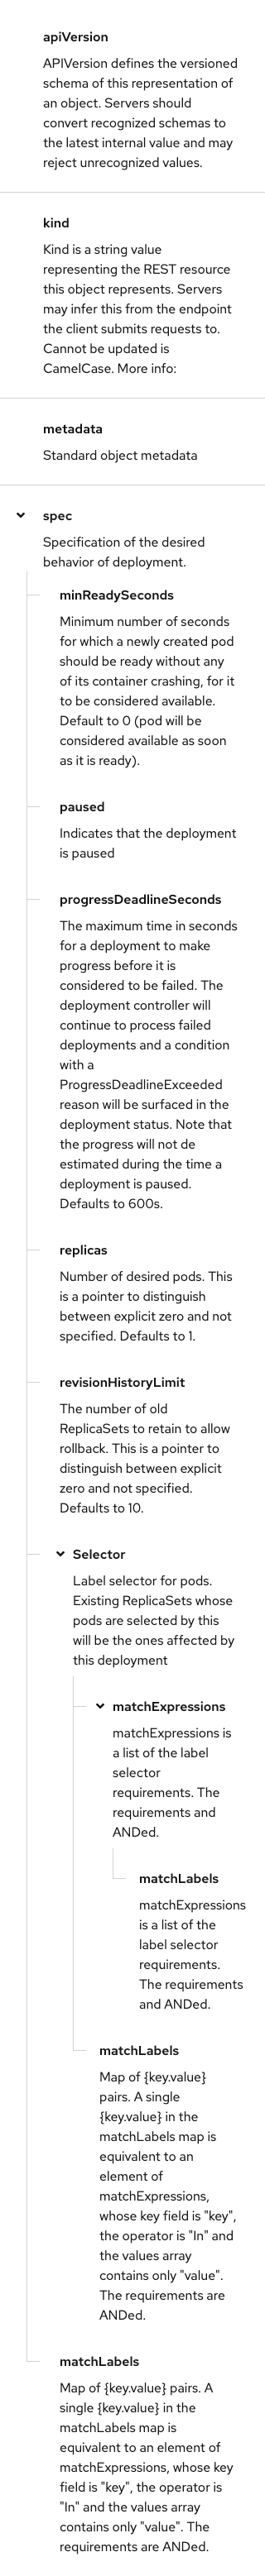 apiVersion
APIVersion defines the versioned
schema of this representation of
an object. Servers should
convert recognized schemas to
the latest internal value and may
reject unrecognized values.
kind
Kind is a string value
representing the REST resource
this object represents. Servers
may infer this from the endpoint
the client submits requests to.
Cannot be updated is
CamelCase. More info:
metadata
Standard object metadata
spec
Specification of the desired
behavior of deployment.
minReadySeconds
Minimum number of seconds
for which a newly created pod
should be ready without any
of its container crashing, for it
to be considered available.
Default to 0 (pod will be
considered available as soon
as it is ready).
paused
Indicates that the deployment
is paused
progressDeadlineSeconds
The maximum time in seconds
for a deployment to make
progress before it is
considered to be failed. The
deployment controller will
continue to process failed
deployments and a condition
with a
ProgressDeadlineExceeded
reason will be surfaced in the
deployment status. Note that
the progress will not de
estimated during the time a
deployment is paused.
Defaults to 600s.
replicas
Number of desired pods. This
is a pointer to distinguish
between explicit zero and not
specified. Defaults to 1.
revisionHistoryLimit
The number of old
ReplicaSets to retain to allow
rollback. This is a pointer to
distinguish between explicit
zero and not specified.
Defaults to 10.
Selector
Label selector for pods.
Existing ReplicaSets whose
pods are selected by this
will be the ones affected by
this deployment
matchExpressions
matchExpressions is
a list of the label
selector
requirements. The
requirements and
ANDed.
matchLabels
matchExpressions
is a list of the
label selector
requirements.
The requirements
and ANDed.
matchLabels
Map of {key.value}
pairs. A single
{key.value} in the
matchLabels map is
equivalent to an
element of
matchExpressions,
whose key field is "key",
the operator is "In" and
the values array
contains only "value".
The requirements are
ANDed.
matchLabels
Map of {key.value} pairs. A
single {key.value} in the
matchLabels map is
equivalent to an element of
matchExpressions, whose key
field is "key", the operator is
"In" and the values array
contains only "value". The
requirements are ANDed.